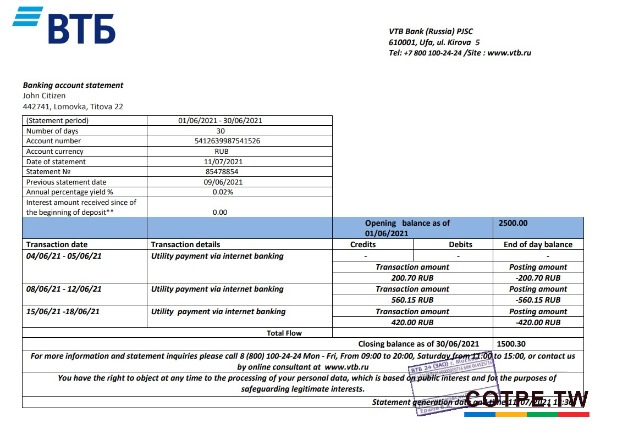 ВТБ
VTB Bank (Russia) PJSC
610001, Ufa, ul. Kirova 5
Tel: +7 800 100-24-24 /Site : www.vtb.ru
Banking account statement
John Citizen
442741, Lomovka, Titova 22
(Statement period) 01/06/2021 - 30/06/2021
Number of days 30
Account number 5412639987541526
Account currency RUB
Date of statement 11/07/2021
Statement № 85478854
Previous statement date 09/06/2021
Annual percentage yield % 0.02%
Interest amount received since of
the beginning of deposit** 0.00
Opening balance as of 2500.00
01/06/2021
Transaction date Transaction details Credits Debits End of day balance
04/06/21 - 05/06/21 Utility payment via internet banking - - -
Transaction amount Posting amount
200.70 RUB -200.70 RUB
08/06/21 - 12/06/21 Utility payment via internet banking Transaction amount Posting amount
560.15 RUB -560.15 RUB
15/06/21 -18/06/21 Utility payment via internet banking Transaction amount Posting amount
420.00 RUB -420.00 RUB
Total Flow
Closing balance as of 30/06/2021 1500.30
For more information and statement inquiries please call 8 (800) 100-24-24 Mon - Fri, From 09:00 to 20:00, Saturday from 11:00 to 15:00, or contact us
by online consultant at www.vtb.ru
You have the right to object at any time to the processing of your personal data, which is based on public interest and for the purposes of
safeguarding legitimate interests.
Statement generation date and time 11/07/2021
ВТБ 24 (ЗАО)
COTPE.TW